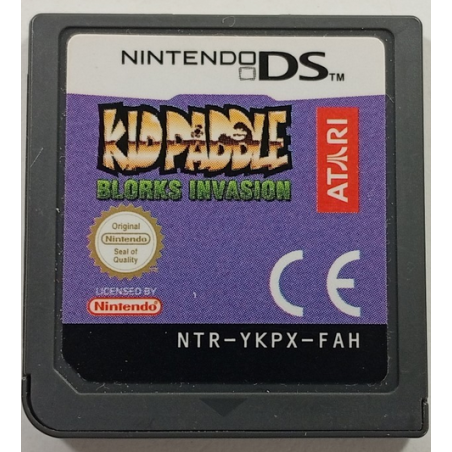 NINTENDO DS™
KID PADDLE
BLORKS INVASION
ATARI
Original
Nintendo
Seal of
Quality
CE
LICENSED BY
Nintendo
NTR-YKPX-FAH